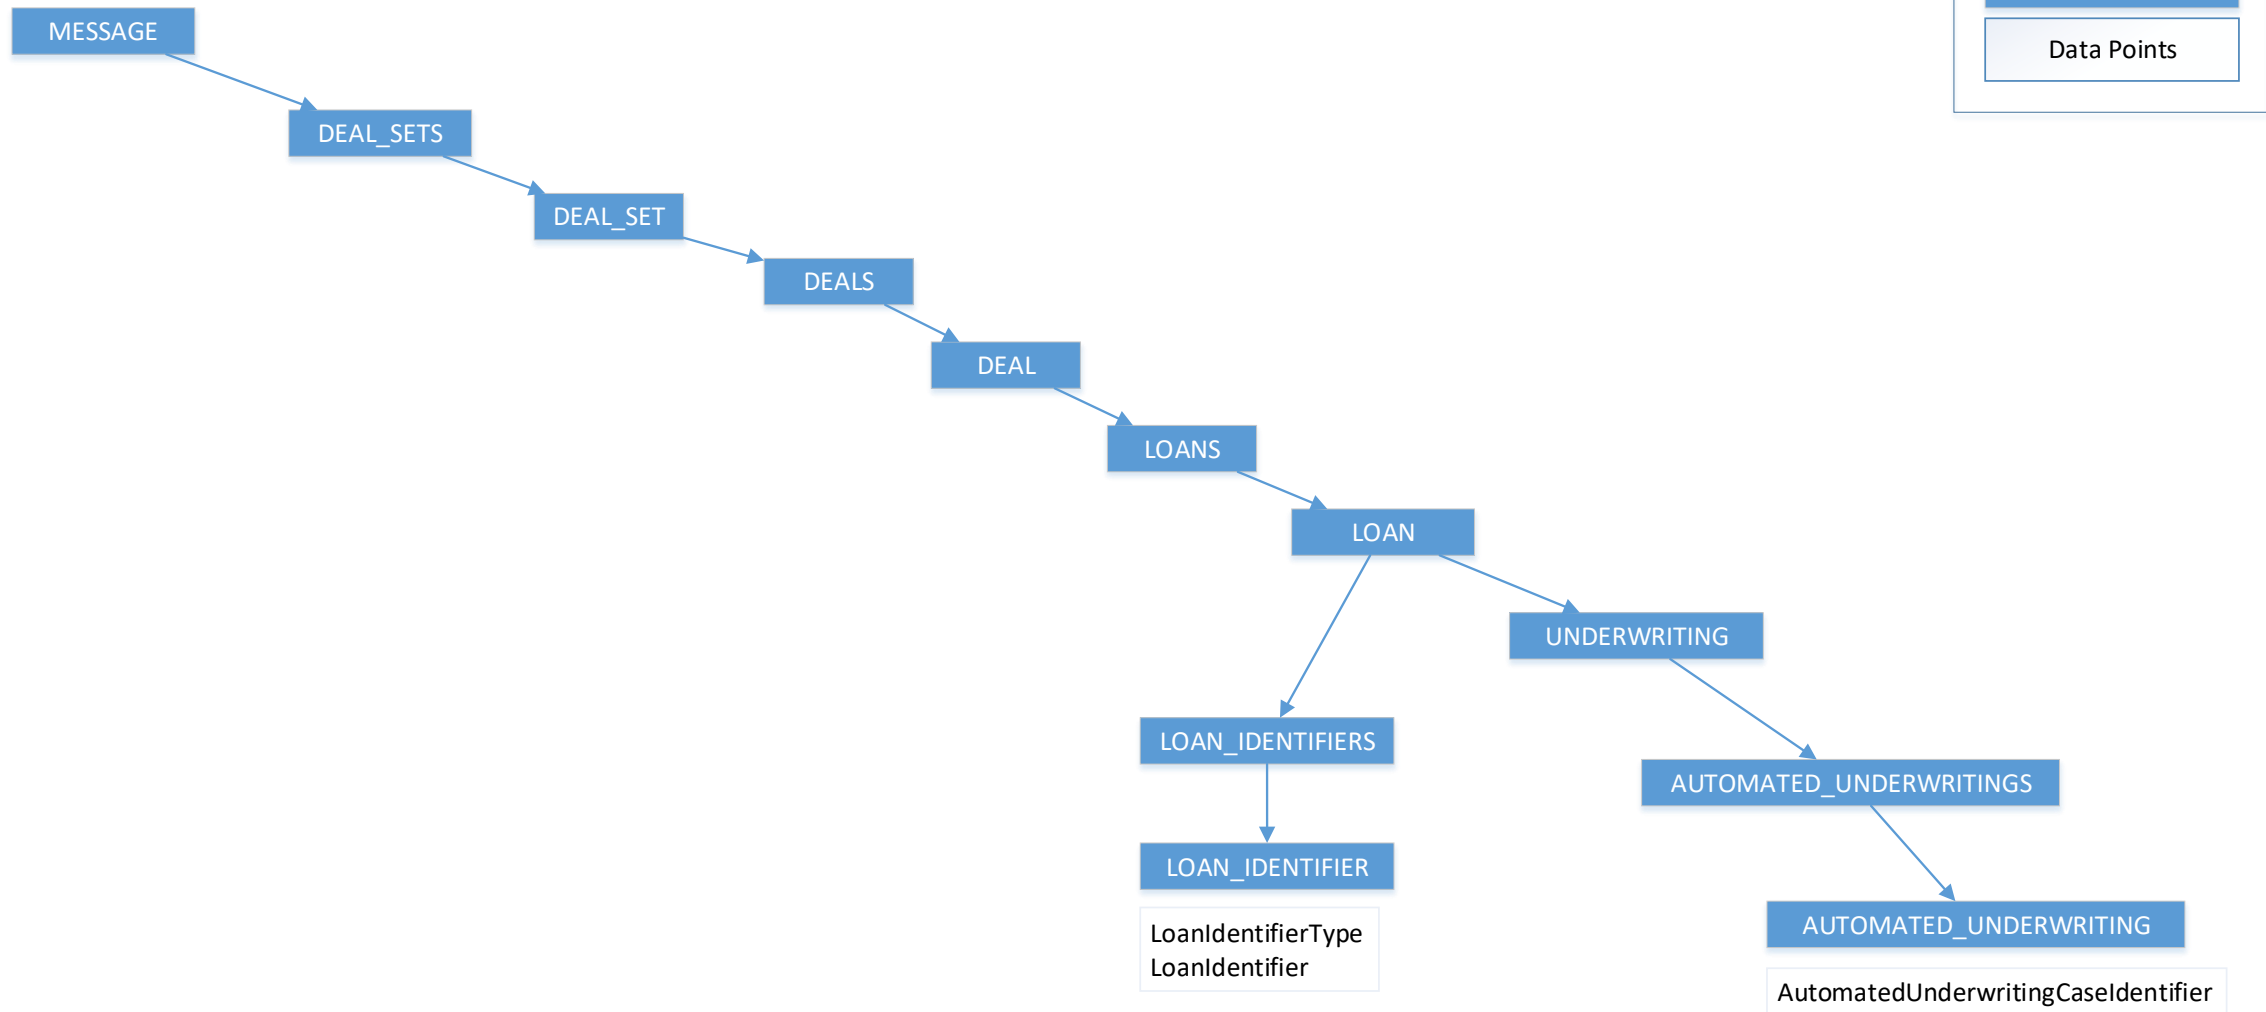 MESSAGE
Data Points
DEAL_SETS
DEAL_SET
DEALS
DEAL
LOANS
LOAN
UNDERWRITING
LOAN_IDENTIFIERS
AUTOMATED_UNDERWRITINGS
LOAN_IDENTIFIER
LoanIdentifierType
LoanIdentifier
AUTOMATED_UNDERWRITING
AutomatedUnderwritingCaseIdentifier